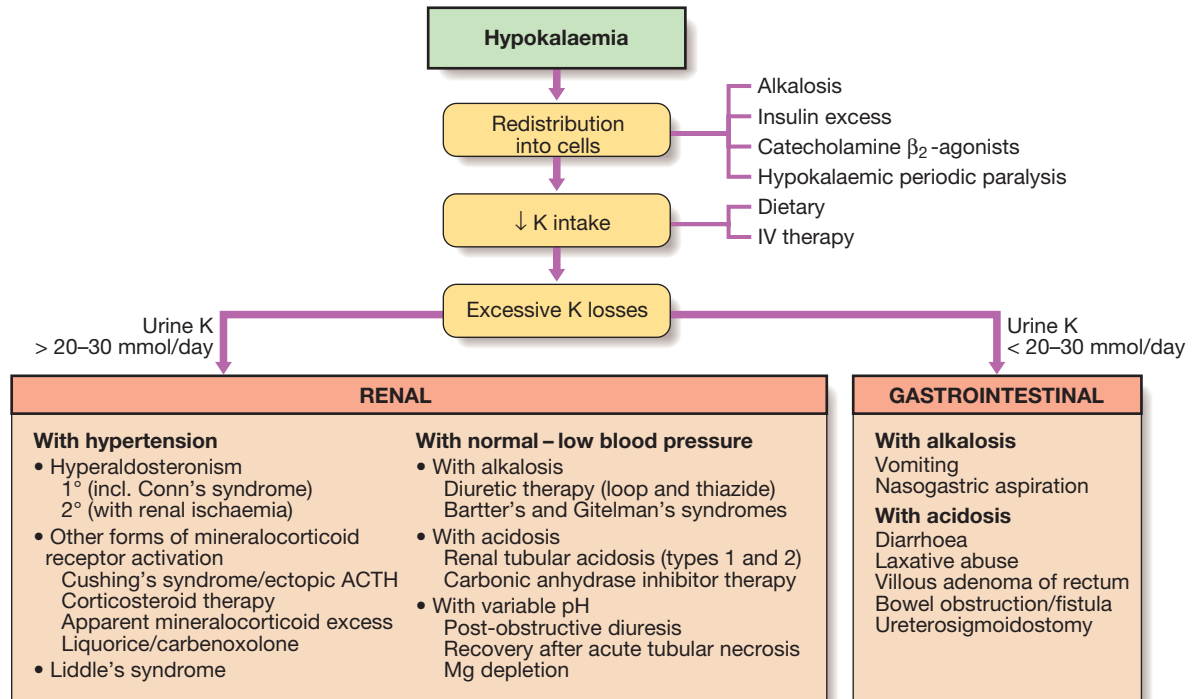 Hypokalaemia
Redistribution
into cells
Alkalosis
Insulin excess
Catecholamine β₂-agonists
Hypokalaemic periodic paralysis
↓ K intake
Dietary
IV therapy
Excessive K losses
Urine K
> 20–30 mmol/day
Urine K
< 20–30 mmol/day
RENAL
With hypertension
• Hyperaldosteronism
1° (incl. Conn’s syndrome)
2° (with renal ischaemia)
• Other forms of mineralocorticoid
receptor activation
Cushing’s syndrome/ectopic ACTH
Corticosteroid therapy
Apparent mineralocorticoid excess
Liquorice/carbenoxolone
• Liddle’s syndrome
With normal – low blood pressure
• With alkalosis
Diuretic therapy (loop and thiazide)
Bartter’s and Gitelman’s syndromes
• With acidosis
Renal tubular acidosis (types 1 and 2)
Carbonic anhydrase inhibitor therapy
• With variable pH
Post-obstructive diuresis
Recovery after acute tubular necrosis
Mg depletion
GASTROINTESTINAL
With alkalosis
Vomiting
Nasogastric aspiration
With acidosis
Diarrhoea
Laxative abuse
Villous adenoma of rectum
Bowel obstruction/fistula
Ureterosigmoidostomy